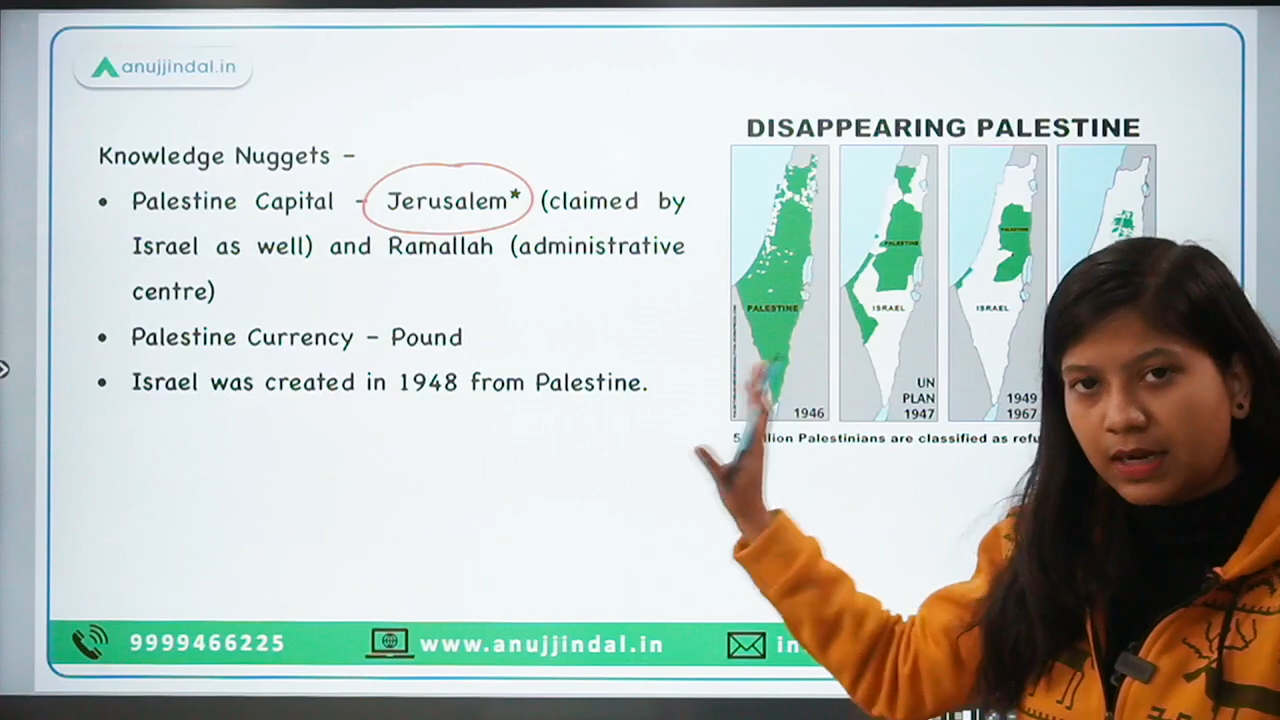 anujjindal.in
Knowledge Nuggets –
• Palestine Capital – Jerusalem* (claimed by
Israel as well) and Ramallah (administrative
centre)
• Palestine Currency – Pound
• Israel was created in 1948 from Palestine.
DISAPPEARING PALESTINE
PALESTINE
1946
PALESTINE
ISRAEL
UN
PLAN
1947
PALESTINE
ISRAEL
1949
1967
Palestinians are classified as
9999466225
www.anujjindal.in